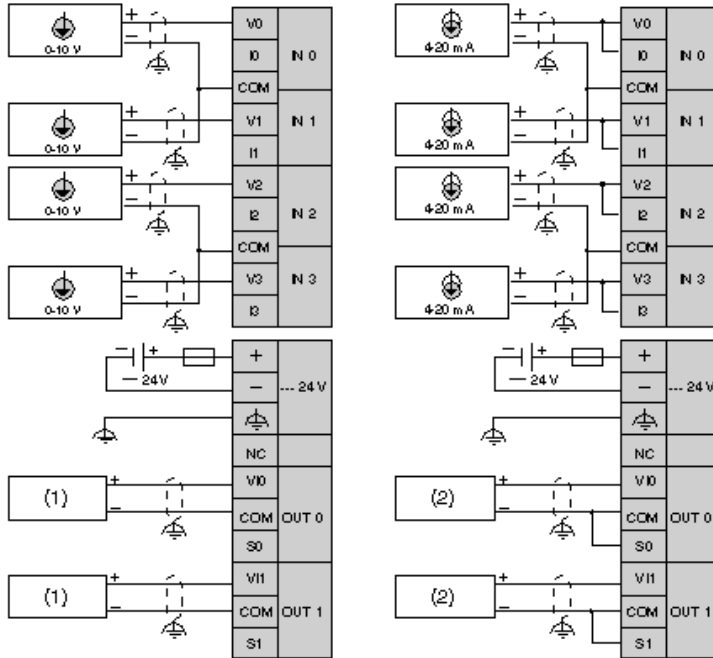 +
−
0-10 V
V0
I0
IN 0
COM
+
−
0-10 V
V1
IN 1
I1
+
−
0-10 V
V2
I2
IN 2
COM
+
−
0-10 V
V3
IN 3
I3
− +
— 24V
+
−
--- 24 V
NC
(1)
+
−
VI0
COM
OUT 0
S0
(1)
+
−
VI1
COM
OUT 1
S1
+
−
4-20 mA
V0
I0
IN 0
COM
+
−
4-20 mA
V1
IN 1
I1
+
−
4-20 mA
V2
I2
IN 2
COM
+
−
4-20 mA
V3
IN 3
I3
− +
— 24V
+
−
--- 24 V
NC
(2)
+
−
VI0
COM
OUT 0
S0
(2)
+
−
VI1
COM
OUT 1
S1